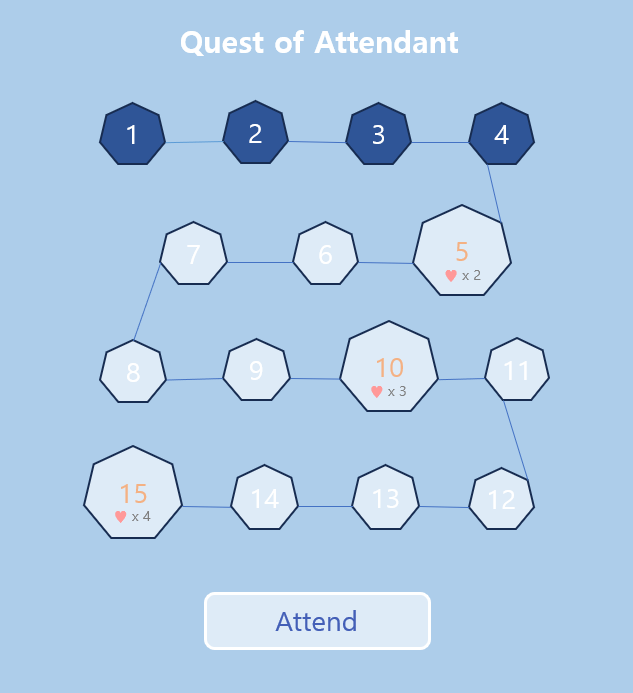 Quest of Attendant
1 2 3 4
7 6 5
♥ x 2
8 9 10 11
♥ x 3
15 14 13 12
♥ x 4
Attend